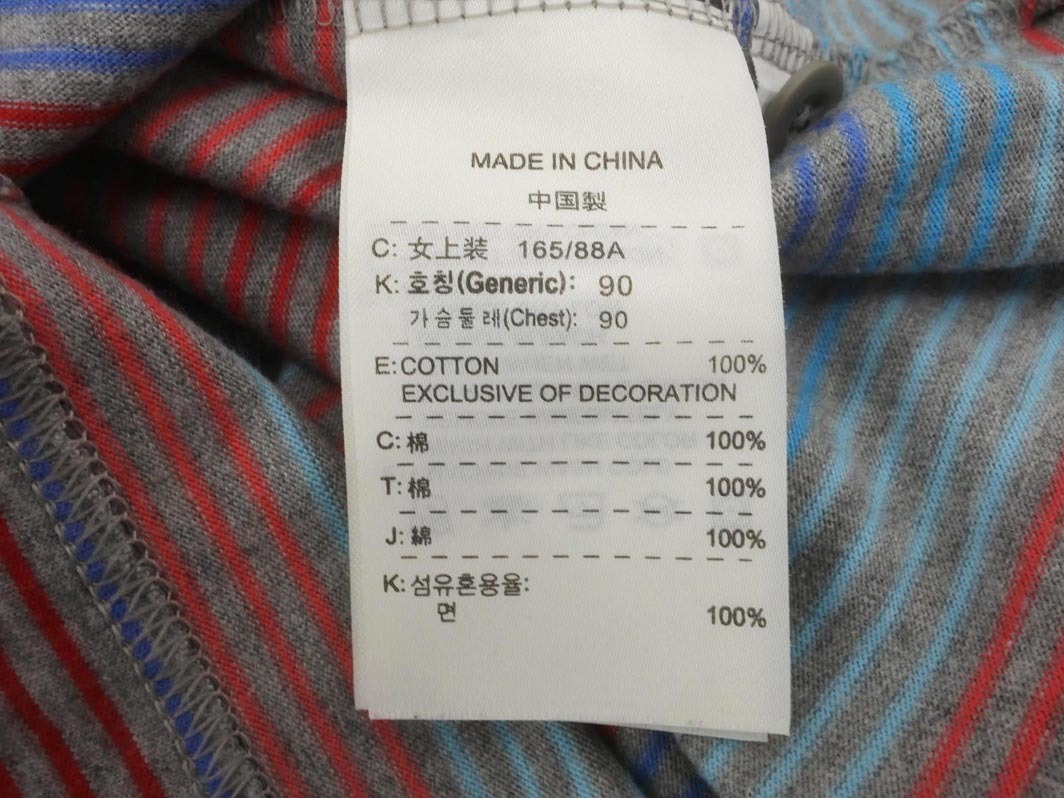 MADE IN CHINA
中国製
C: 女上装 165/88A
K: 호칭(Generic): 90
가슴둘레(Chest): 90
E: COTTON 100%
EXCLUSIVE OF DECORATION
C: 棉 100%
T: 棉 100%
J: 綿 100%
K: 섬유혼용율:
면 100%